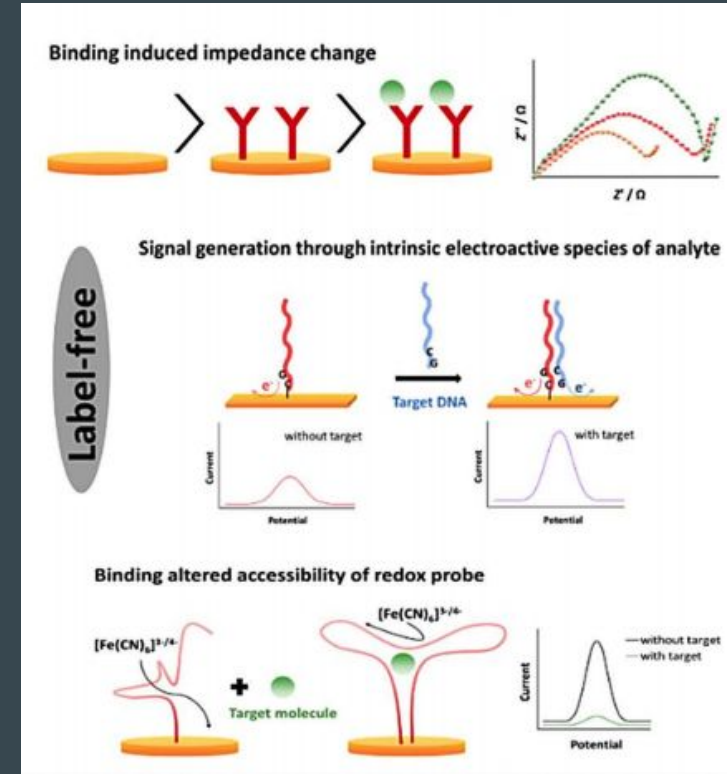 Binding induced impedance change
Z''/ Ω
Z'/ Ω
Signal generation through intrinsic electroactive species of analyte
Label-free
G
C
e-
C
G
Target DNA
G C
C G
e-
e-
without target
Current
Potential
with target
Current
Potential
Binding altered accessibility of redox probe
[Fe(CN)₆]³⁻/⁴⁻
+
Target molecule
[Fe(CN)₆]³⁻/⁴⁻
without target
with target
Current
Potential